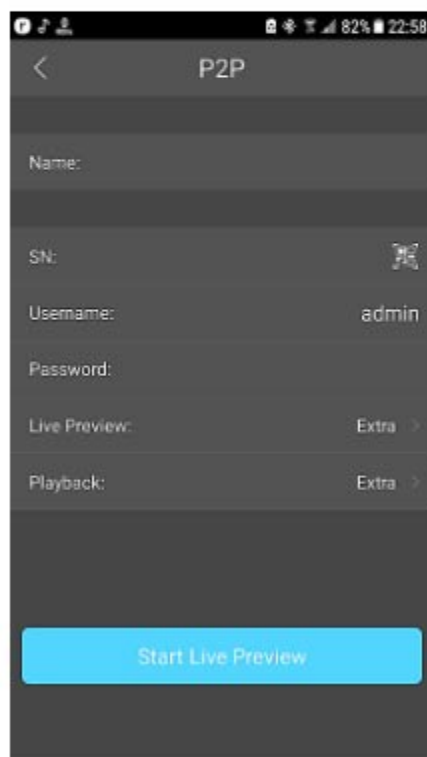 82% 22:58
P2P
Name:
SN:
Username: admin
Password:
Live Preview: Extra
Playback: Extra
Start Live Preview